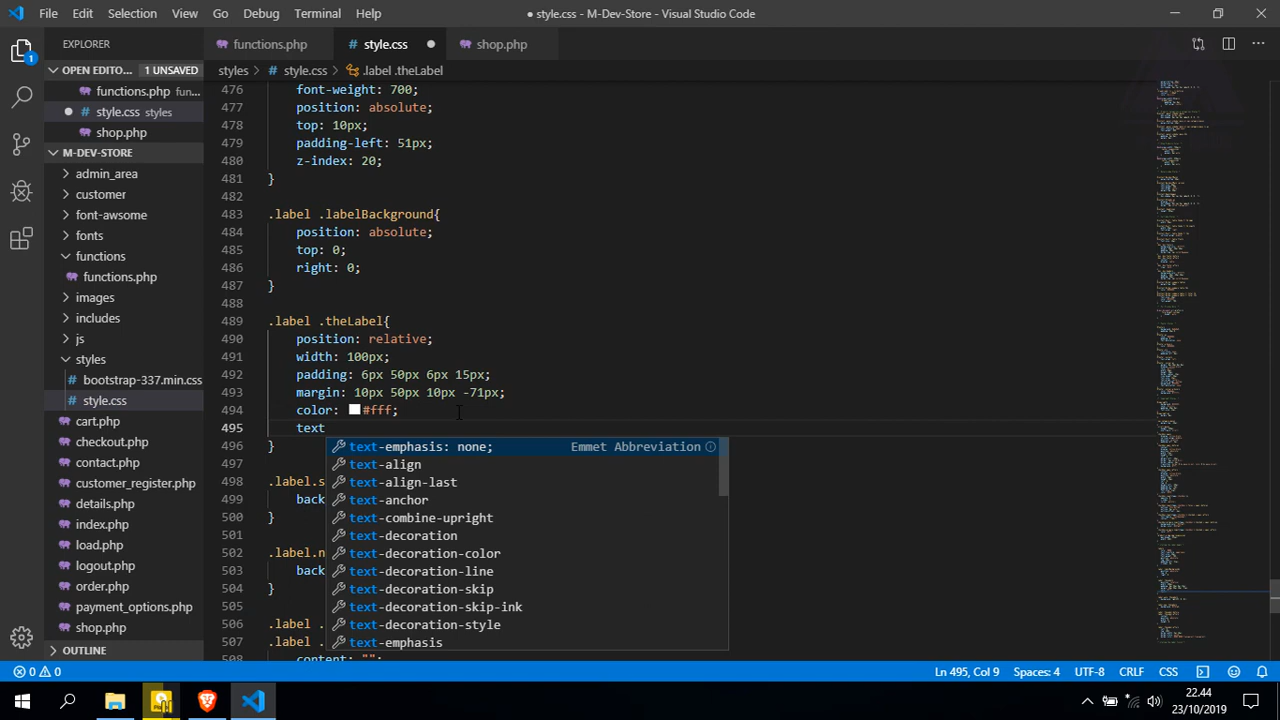 File Edit Selection View Go Debug Terminal Help
● style.css - M-Dev-Store - Visual Studio Code
EXPLORER
functions.php
# style.css ●
shop.php
OPEN EDITO... 1 UNSAVED
functions.php fun...
● # style.css styles
shop.php
M-DEV-STORE
admin_area
customer
font-awsome
fonts
functions
functions.php
images
includes
js
styles
# bootstrap-337.min.css
# style.css
cart.php
checkout.php
contact.php
customer_register.php
details.php
index.php
load.php
logout.php
order.php
payment_options.php
shop.php
OUTLINE
styles > # style.css > .label .theLabel
476 font-weight: 700;
477 position: absolute;
478 top: 10px;
479 padding-left: 51px;
480 z-index: 20;
481 }
482
483 .label .labelBackground{
484 position: absolute;
485 top: 0;
486 right: 0;
487 }
488
489 .label .theLabel{
490 position: relative;
491 width: 100px;
492 padding: 6px 50px 6px 15px;
493 margin: 10px 50px 10px -71px;
494 color: #fff;
495 text
496 }
497
498 .label.s
499 back
500 }
501
502 .label.n
503 back
504 }
505
506 .label .
507 .label .
508 content: "";
text-emphasis: none; Emmet Abbreviation
text-align
text-align-last
text-anchor
text-combine-upright
text-decoration
text-decoration-color
text-decoration-line
text-decoration-skip
text-decoration-skip-ink
text-decoration-style
text-emphasis
0 0
Ln 495, Col 9 Spaces: 4 UTF-8 CRLF CSS 1
22.44
23/10/2019